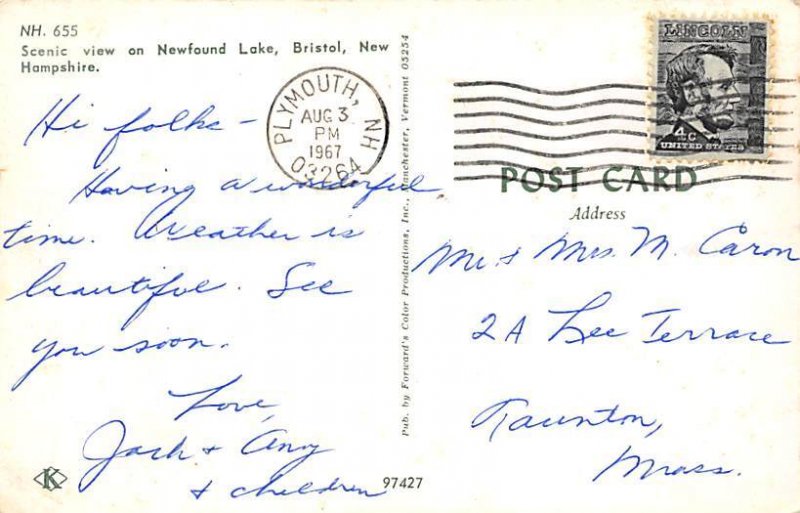 NH. 655
Scenic view on Newfound Lake, Bristol, New
Hampshire.
Hi folks -
Having a wonderful
time. Weather is
beautiful. See
you soon.
Love,
Jack + Amy
+ children
K
PLYMOUTH, NH
AUG 3
PM
1967
03264
Pub. by Forward's Color Productions, Inc., Manchester, Vermont 05254
97427
LINCOLN
4c
UNITED STATES
POST CARD
Address
Mr. + Mrs. M. Caron
2A Lee Terrace
Taunton,
Mass.